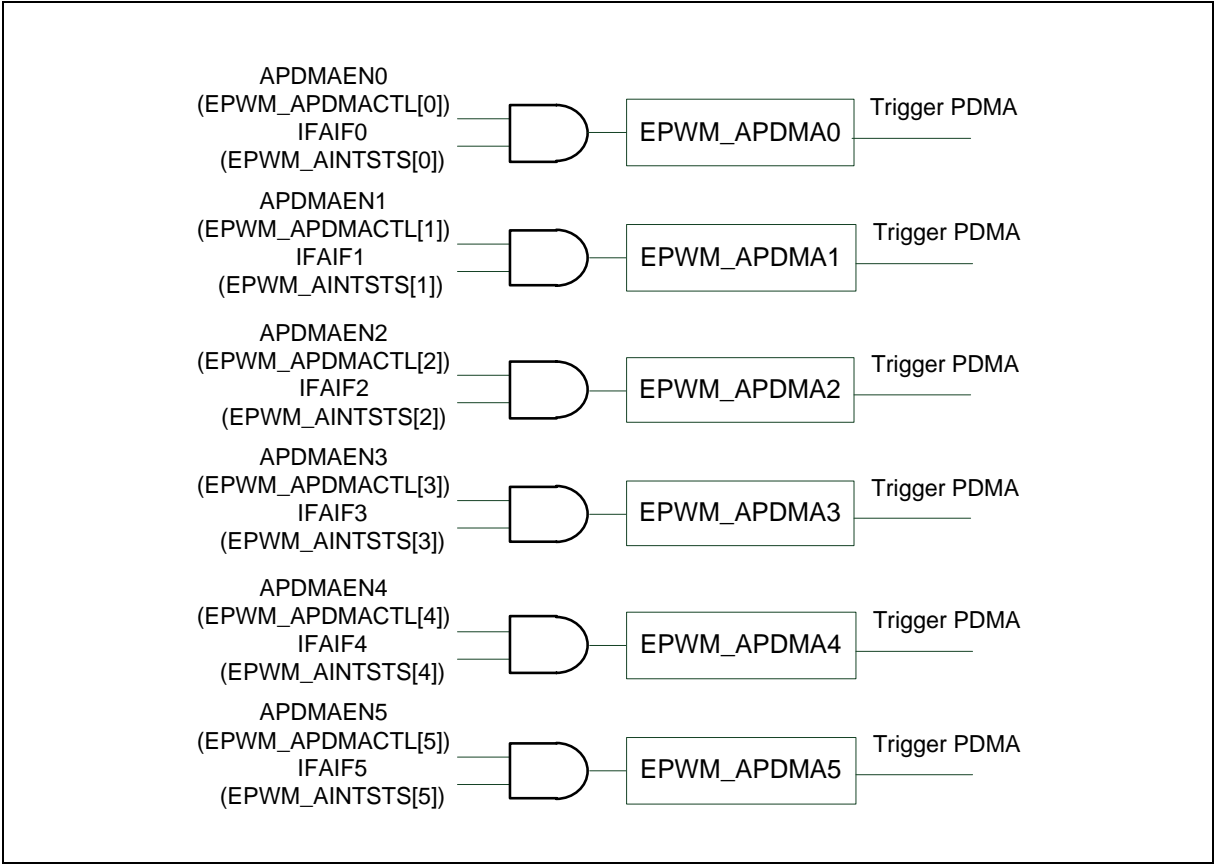 APDMAEN0
(EPWM_APDMACTL[0])
IFAIF0
(EPWM_AINTSTS[0])
EPWM_APDMA0
Trigger PDMA
APDMAEN1
(EPWM_APDMACTL[1])
IFAIF1
(EPWM_AINTSTS[1])
EPWM_APDMA1
Trigger PDMA
APDMAEN2
(EPWM_APDMACTL[2])
IFAIF2
(EPWM_AINTSTS[2])
EPWM_APDMA2
Trigger PDMA
APDMAEN3
(EPWM_APDMACTL[3])
IFAIF3
(EPWM_AINTSTS[3])
EPWM_APDMA3
Trigger PDMA
APDMAEN4
(EPWM_APDMACTL[4])
IFAIF4
(EPWM_AINTSTS[4])
EPWM_APDMA4
Trigger PDMA
APDMAEN5
(EPWM_APDMACTL[5])
IFAIF5
(EPWM_AINTSTS[5])
EPWM_APDMA5
Trigger PDMA